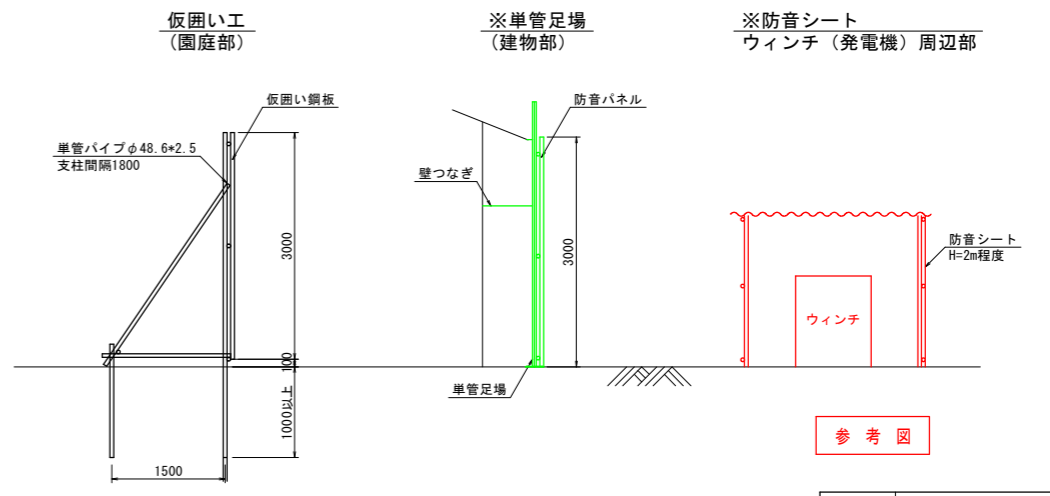 仮囲い工
(園庭部)
※単管足場
(建物部)
※防音シート
ウィンチ（発電機）周辺部
仮囲い鋼板
単管パイプφ48.6*2.5
支柱間隔1800
3000
100
1000以上
1500
防音パネル
壁つなぎ
3000
単管足場
防音シート
H=2m程度
ウィンチ
参考図